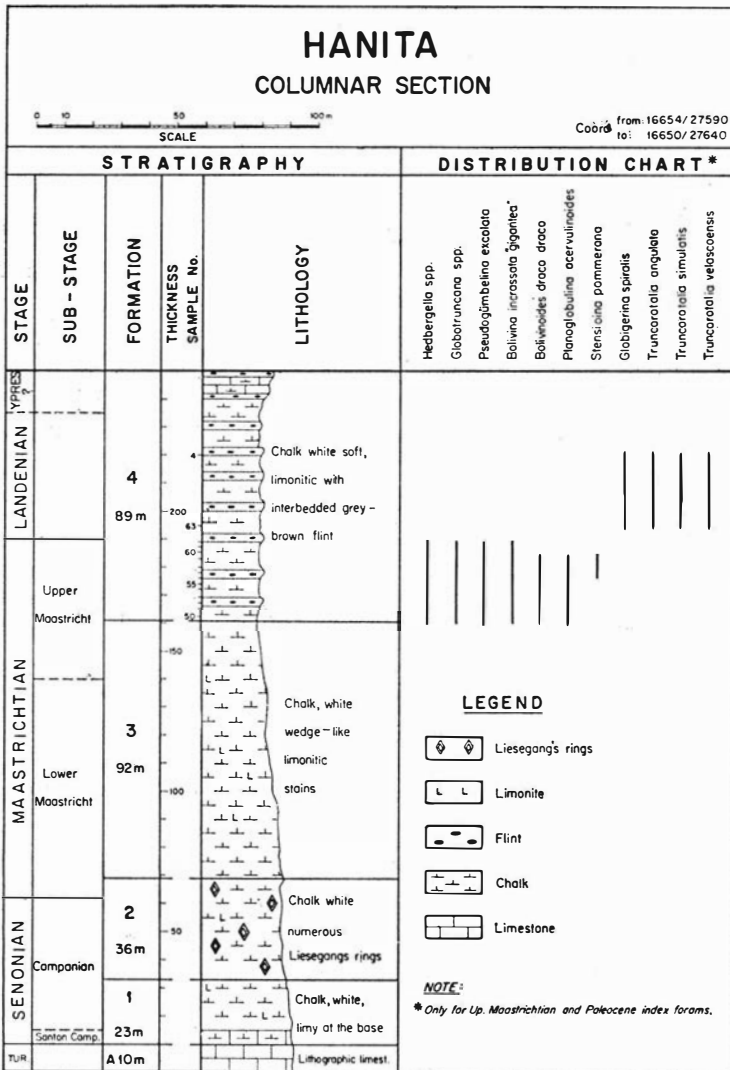 HANITA
COLUMNAR SECTION
0 10 50 100m
SCALE
Coord from: 16654/27590
to: 16650/27640
STRATIGRAPHY
DISTRIBUTION CHART *
STAGE
SUB-STAGE
FORMATION
THICKNESS
SAMPLE No.
LITHOLOGY
Hedbergella spp.
Globotruncana spp.
Pseudogümbelina excolata
Bolivina incrassata "gigantea"
Bolivinoides draco draco
Planoglobulina acervulinoides
Stensioina pommerana
Globigerina spiralis
Truncorotalia angulata
Truncorotalia simulatis
Truncorotalia velascoensis
YPRES
?
LANDENIAN
MAASTRICHTIAN
SENONIAN
TUR.
Upper
Maastricht
Lower
Maastricht
Companian
Santon Camp.
4
89m
3
92m
2
36m
1
23m
A 10m
4
200
63
60
55
50
150
100
50
Chalk white soft,
limonitic with
interbedded grey-
brown flint
Chalk, white
wedge-like
limonitic
stains
Chalk white
numerous
Liesegangs rings
Chalk, white,
limy at the base
Lithographic limest.
LEGEND
Liesegang's rings
Limonite
Flint
Chalk
Limestone
NOTE:
* Only for Up. Maastrichtian and Paleocene index forams.